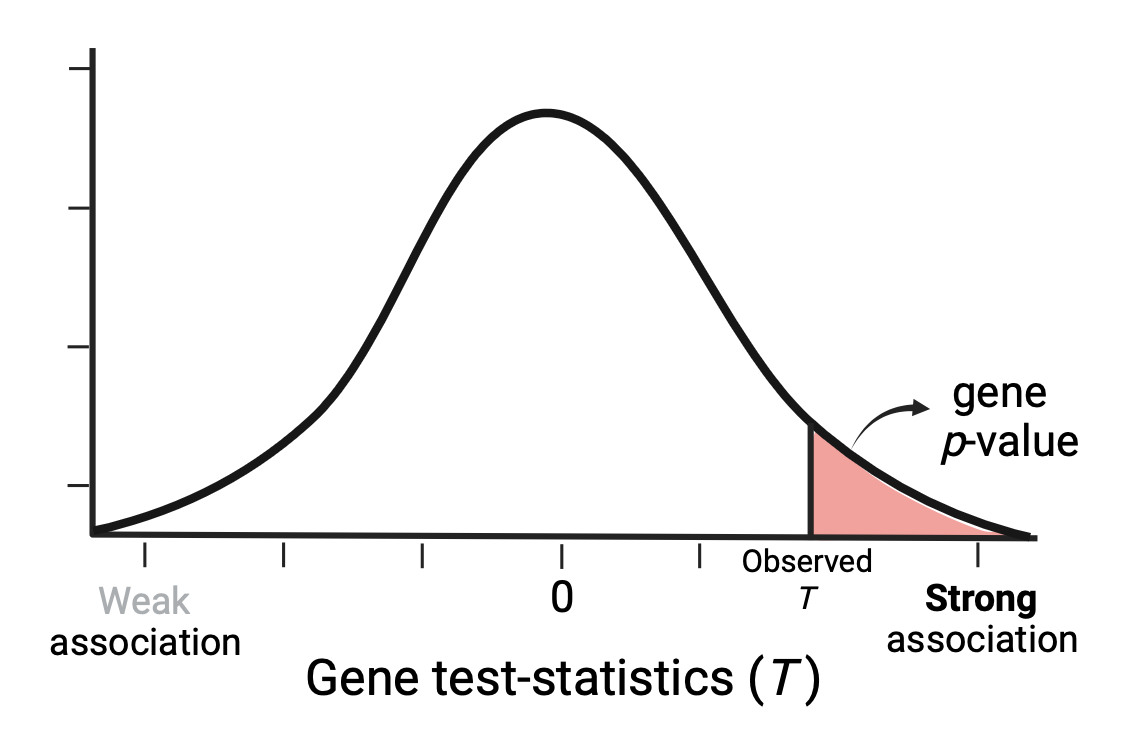 gene
p-value
Observed
T
0
Weak
association
Strong
association
Gene test-statistics (T)